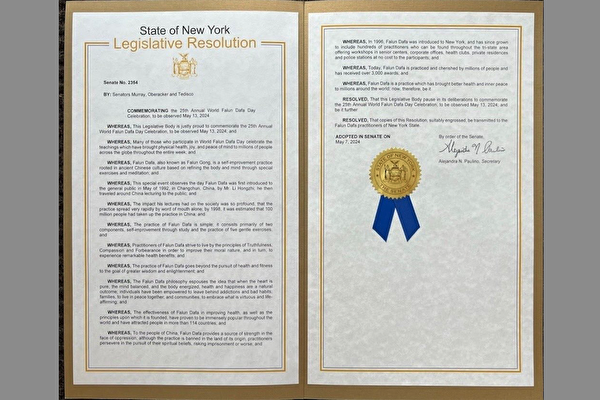 State of New York
Legislative Resolution
Senate No. 2354
BY: Senators Murray, Oberacker and Tedisco
COMMEMORATING the 25th Annual World Falun Dafa Day
Celebration, to be observed May 13, 2024
WHEREAS, This Legislative Body is justly proud to commemorate the 25th Annual
World Falun Dafa Day Celebration, to be observed May 13, 2024; and
WHEREAS, Many of those who participate in World Falun Dafa Day celebrate the
teachings which have brought physical health, joy, and peace of mind to millions of people
across the globe throughout the entire week; and
WHEREAS, Falun Dafa, also known as Falun Gong, is a self-improvement practice
rooted in ancient Chinese culture based on refining the body and mind through special
exercises and meditation; and
WHEREAS, This special event observes the day Falun Dafa was first introduced to
the general public in May of 1992, in Changchun, China, by Mr. Li Hongzhi; he then
traveled around China lecturing to the public; and
WHEREAS, The impact his lectures had on the society was so profound, that the
practice spread very rapidly by word of mouth alone; by 1998, it was estimated that 100
million people had taken up the practice in China; and
WHEREAS, The practice of Falun Dafa is simple; it consists primarily of two
components, self-improvement through study and the practice of five gentle exercises;
and
WHEREAS, Practitioners of Falun Dafa strive to live by the principles of Truthfulness,
Compassion and Forbearance in order to improve their moral nature, and in turn, to
experience remarkable health benefits; and
WHEREAS, The practice of Falun Dafa goes beyond the pursuit of health and fitness
to the goal of greater wisdom and enlightenment; and
WHEREAS, The Falun Dafa philosophy espouses the idea that when the heart is
pure, the mind balanced, and the body energized, health and happiness are a natural
outcome; individuals have been empowered to leave behind addictions and bad habits;
families, to live in peace together; and communities, to embrace what is virtuous and life-
affirming; and
WHEREAS, The effectiveness of Falun Dafa in improving health, as well as the
principles upon which it is founded, have proven to be immensely popular throughout the
world and have attracted people in more than 114 countries; and
WHEREAS, To the people of China, Falun Dafa provides a source of strength in the
face of oppression; although the practice is banned in the land of its origin, practitioners
persevere in the pursuit of their spiritual beliefs, risking imprisonment or worse; and
WHEREAS, In 1996, Falun Dafa was introduced to New York, and has since grown
to include hundreds of practitioners who can be found throughout the tri-state area
offering workshops in senior centers, corporate offices, health clubs, private residences
and police stations at no cost to the participants; and
WHEREAS, Today, Falun Dafa is practiced and cherished by millions of people and
has received over 3,000 awards; and
WHEREAS, Falun Dafa is a practice which has brought better health and inner peace
to millions around the world; now, therefore, be it
RESOLVED, That this Legislative Body pause in its deliberations to commemorate
the 25th Annual World Falun Dafa Day Celebration, to be observed May 13, 2024; and
be it further
RESOLVED, That copies of this Resolution, suitably engrossed, be transmitted to the
Falun Dafa practitioners of New York State.
ADOPTED IN SENATE ON
May 7, 2024
By order of the Senate,
Alejandra N. Paulino
Alejandra N. Paulino, Secretary